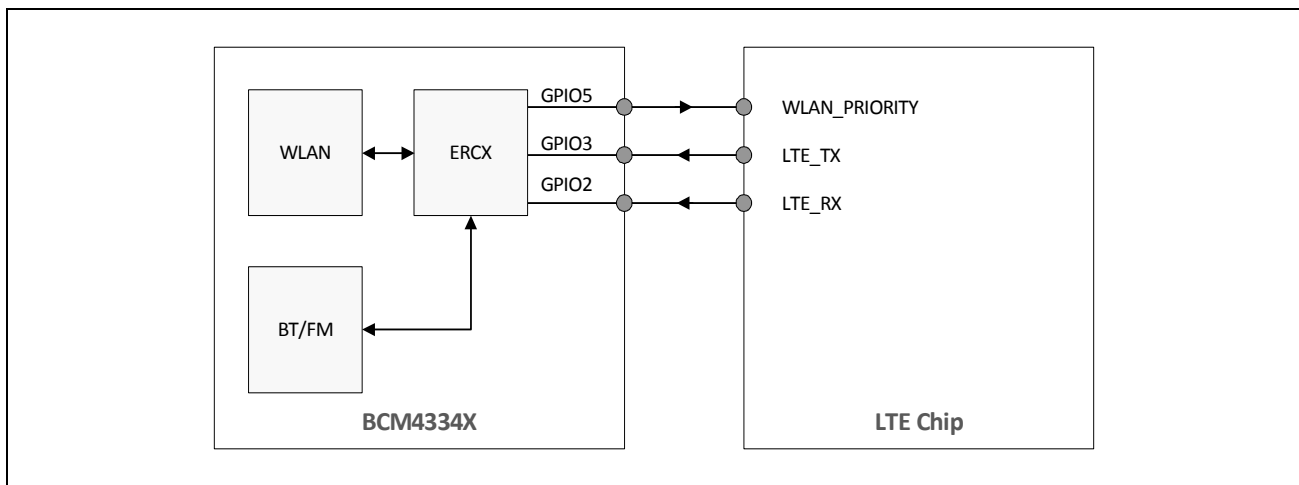 GPIO5
WLAN_PRIORITY
WLAN
ERCX
GPIO3
LTE_TX
GPIO2
LTE_RX
BT/FM
BCM4334X
LTE Chip